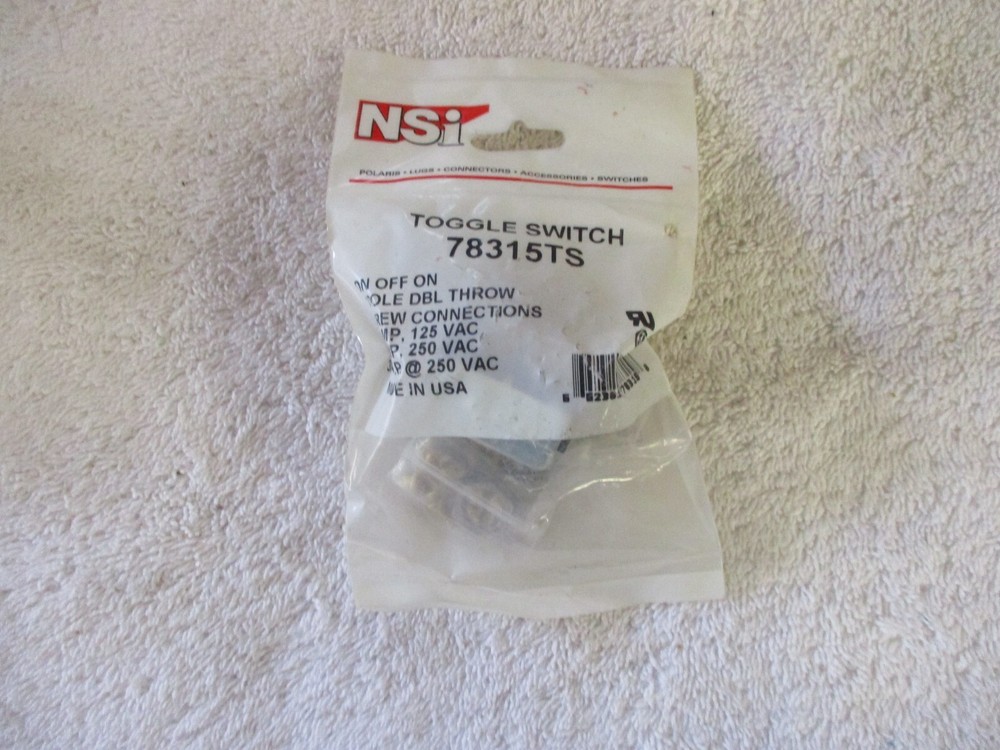 NSi
POLARIS • LUGS • CONNECTORS • ACCESSORIES • SWITCHES
TOGGLE SWITCH
78315TS
OFF ON
DBL THROW
CONNECTIONS
125 VAC
250 VAC
@ 250 VAC
IN USA